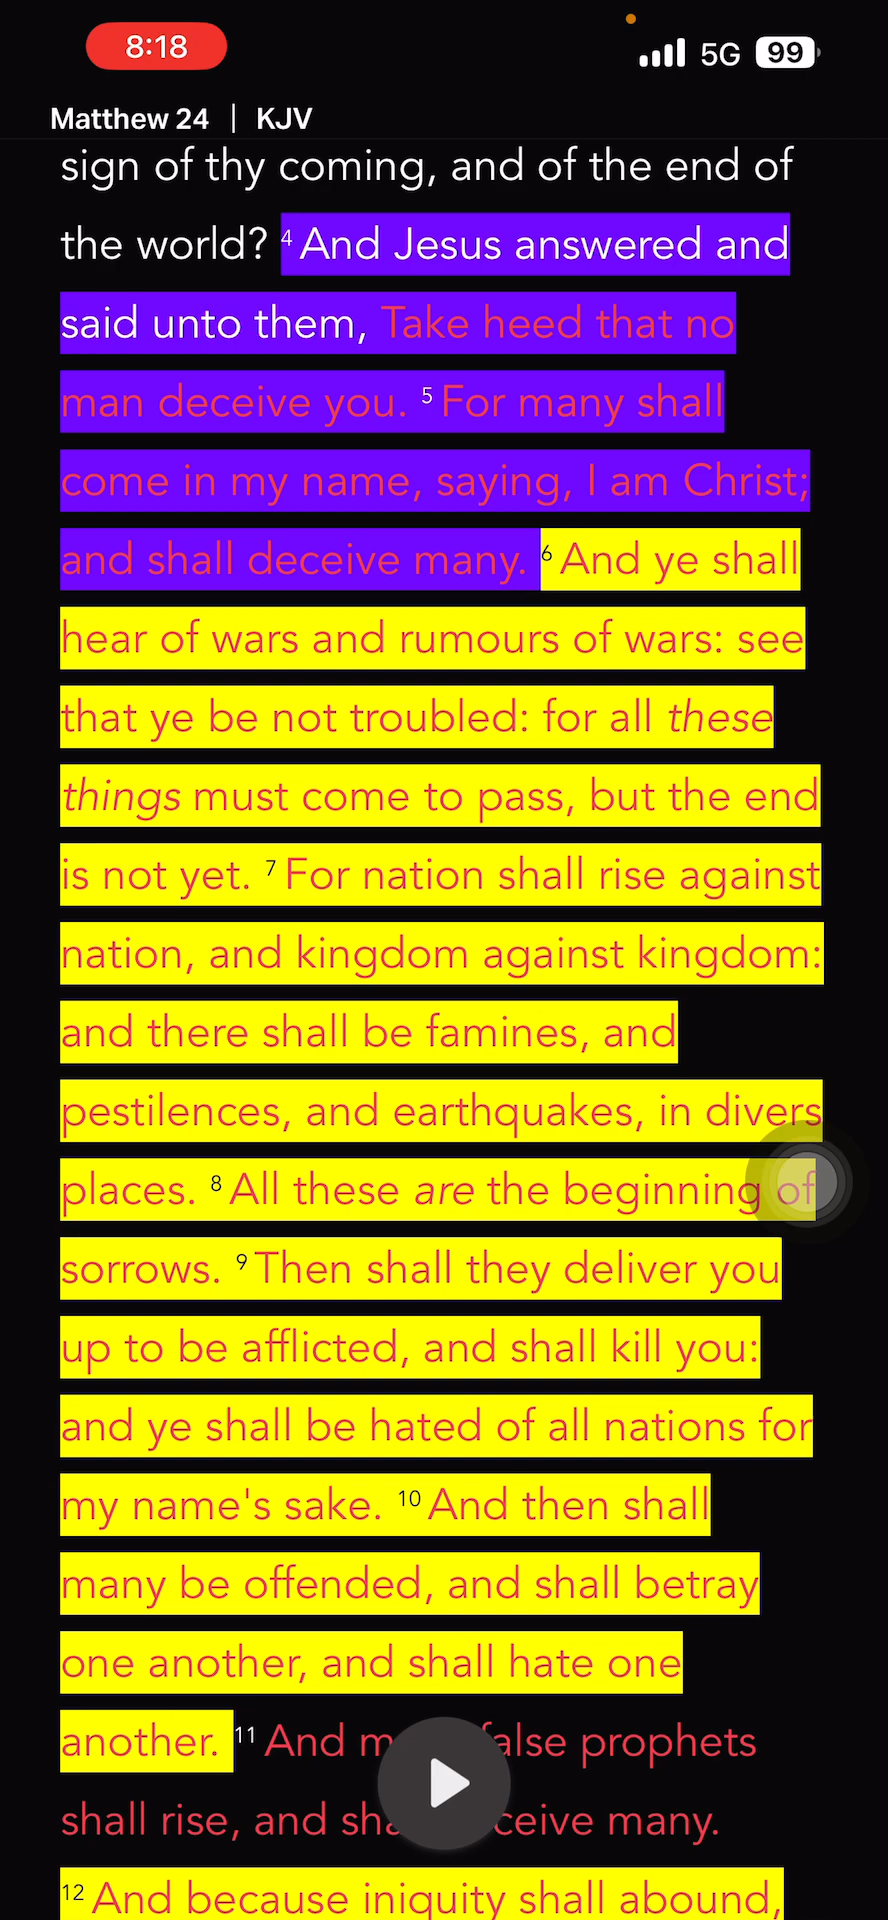 8:18
5G 99
Matthew 24 | KJV
sign of thy coming, and of the end of
the world? 4 And Jesus answered and
said unto them, Take heed that no
man deceive you. 5 For many shall
come in my name, saying, I am Christ;
and shall deceive many. 6 And ye shall
hear of wars and rumours of wars: see
that ye be not troubled: for all these
things must come to pass, but the end
is not yet. 7 For nation shall rise against
nation, and kingdom against kingdom:
and there shall be famines, and
pestilences, and earthquakes, in divers
places. 8 All these are the beginning of
sorrows. 9 Then shall they deliver you
up to be afflicted, and shall kill you:
and ye shall be hated of all nations for
my name's sake. 10 And then shall
many be offended, and shall betray
one another, and shall hate one
another. 11 And false prophets
shall rise, and many.
12 And because iniquity shall abound,